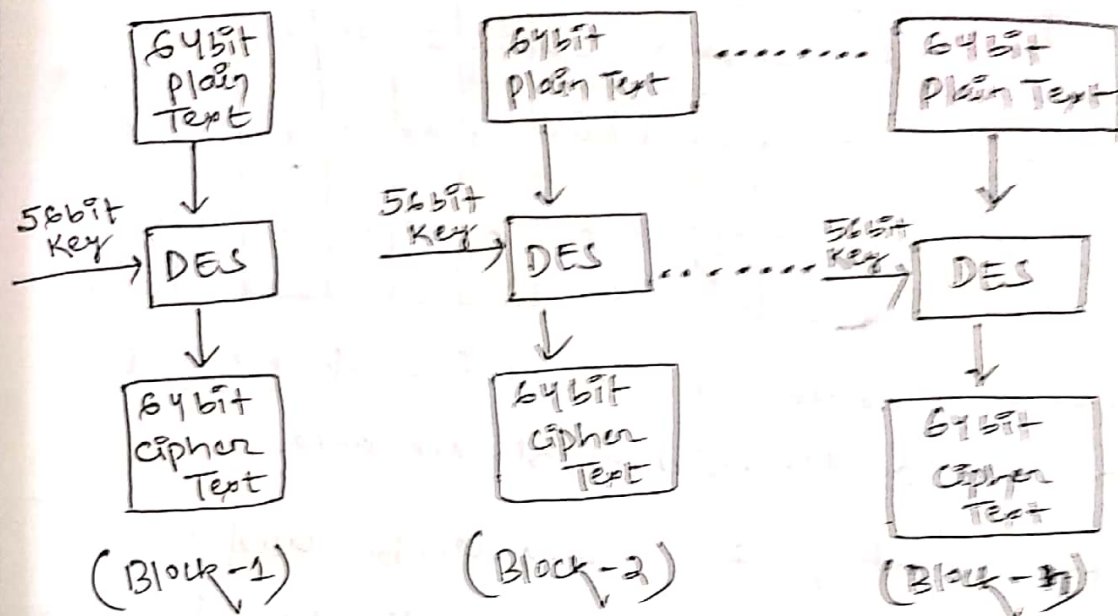 64bit
Plain
Text
56bit
Key
DES
64bit
Cipher
Text
(Block-1)
64bit
Plain Text
56bit
Key
DES
64bit
Cipher
Text
(Block-2)
64bit
Plain Text
56bit
Key
DES
64bit
Cipher
Text
(Block-n)